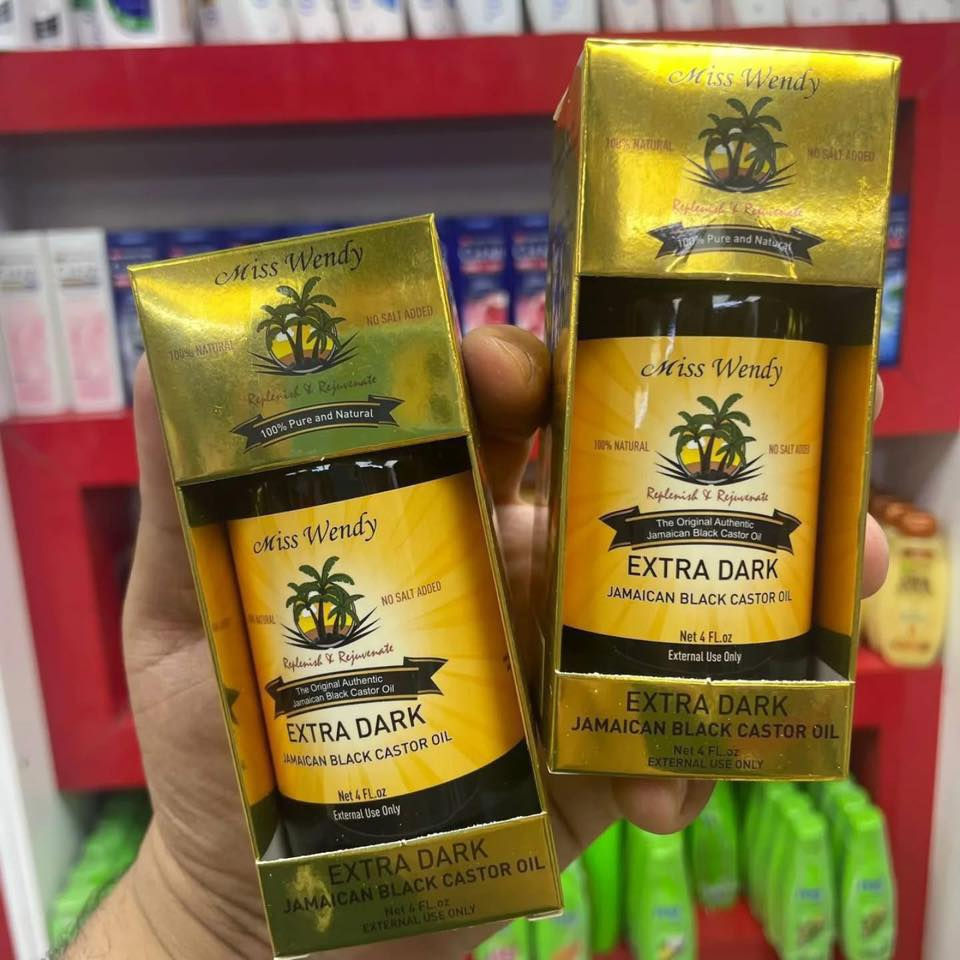 Miss Wendy
100% NATURAL
NO SALT ADDED
Replenish & Rejuvenate
100% Pure and Natural
Miss Wendy
NATURAL
NO SALT ADDED
Replenish & Rejuvenate
The Original Authentic
Jamaican Black Castor Oil
EXTRA DARK
JAMAICAN BLACK CASTOR OIL
Net 4 FL.oz
External Use Only
EXTRA DARK
JAMAICAN BLACK CASTOR OIL
Net 4 FL.oz
EXTERNAL USE ONLY
Miss Wendy
100% NATURAL
NO SALT ADDED
Replenish & Rejuvenate
100% Pure and Natural
Miss Wendy
100% NATURAL
NO SALT ADDED
Replenish & Rejuvenate
The Original Authentic
Jamaican Black Castor Oil
EXTRA DARK
JAMAICAN BLACK CASTOR OIL
Net 4 FL.oz
External Use Only
EXTRA DARK
JAMAICAN BLACK CASTOR OIL
Net 4 FL.oz
EXTERNAL USE ONLY